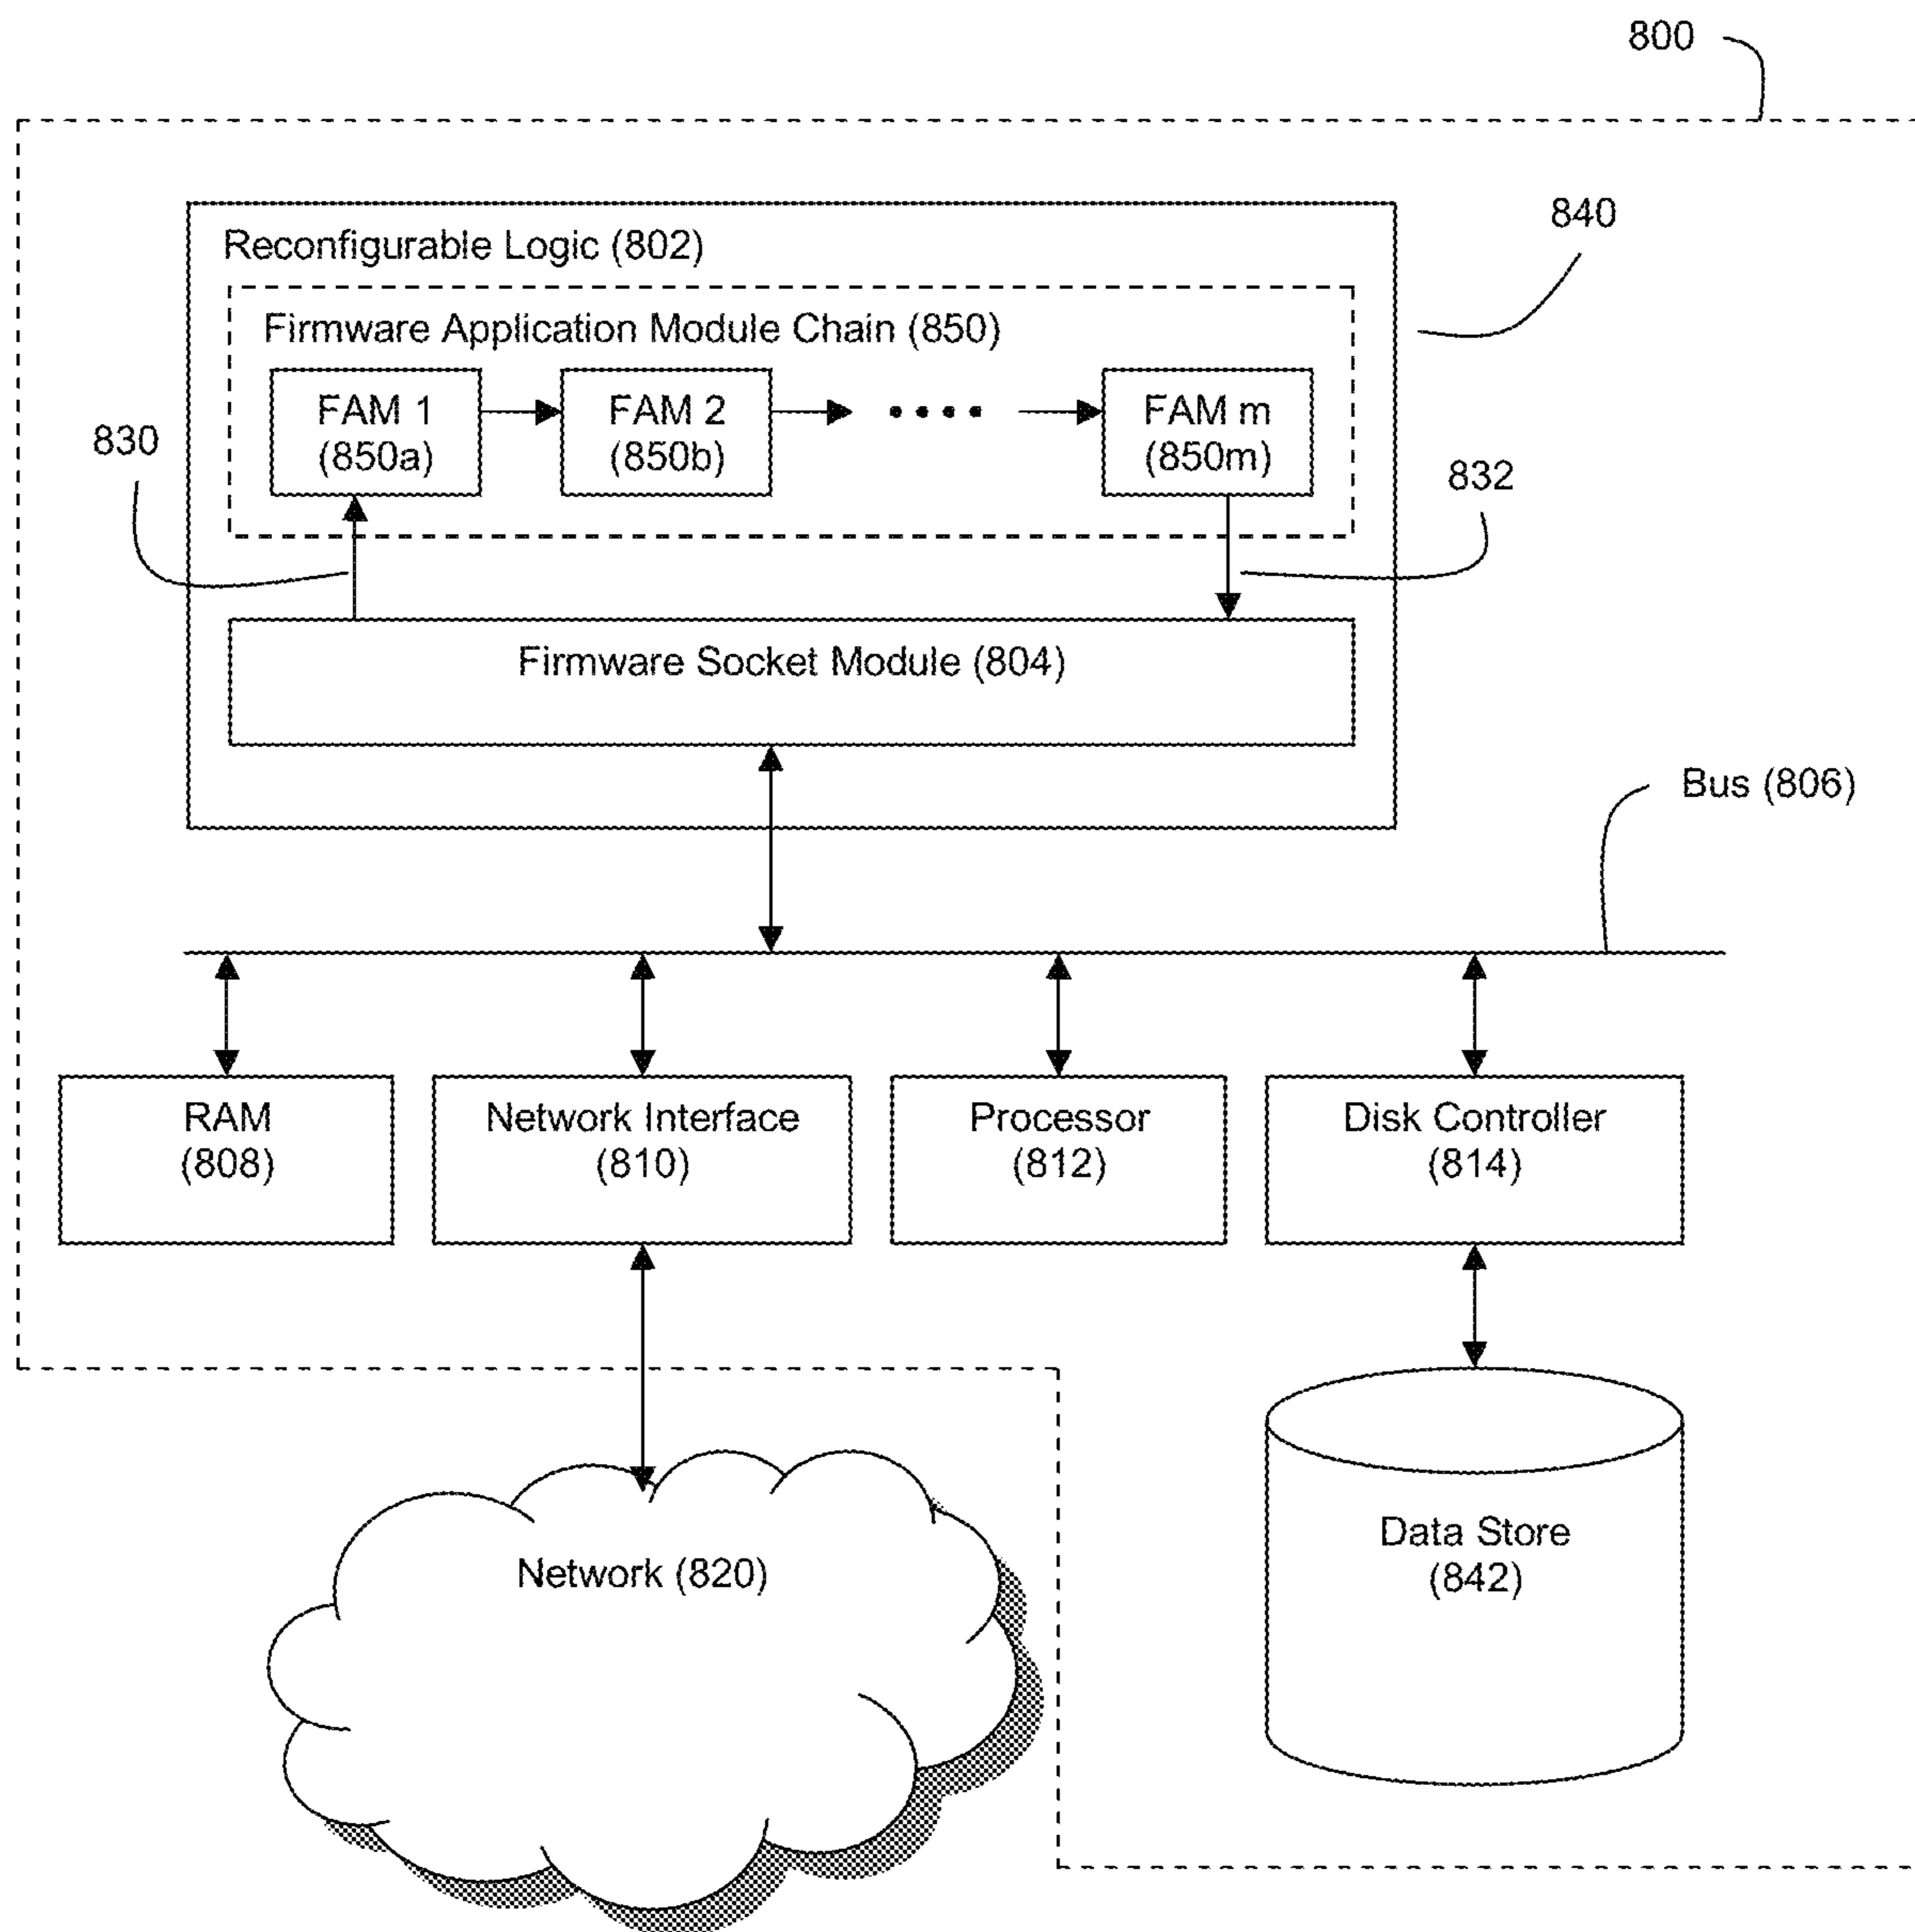 800
840
Reconfigurable Logic (802)
Firmware Application Module Chain (850)
FAM 1
(850a)
FAM 2
(850b)
FAM m
(850m)
830
832
Firmware Socket Module (804)
Bus (806)
RAM
(808)
Network Interface
(810)
Processor
(812)
Disk Controller
(814)
Network (820)
Data Store
(842)